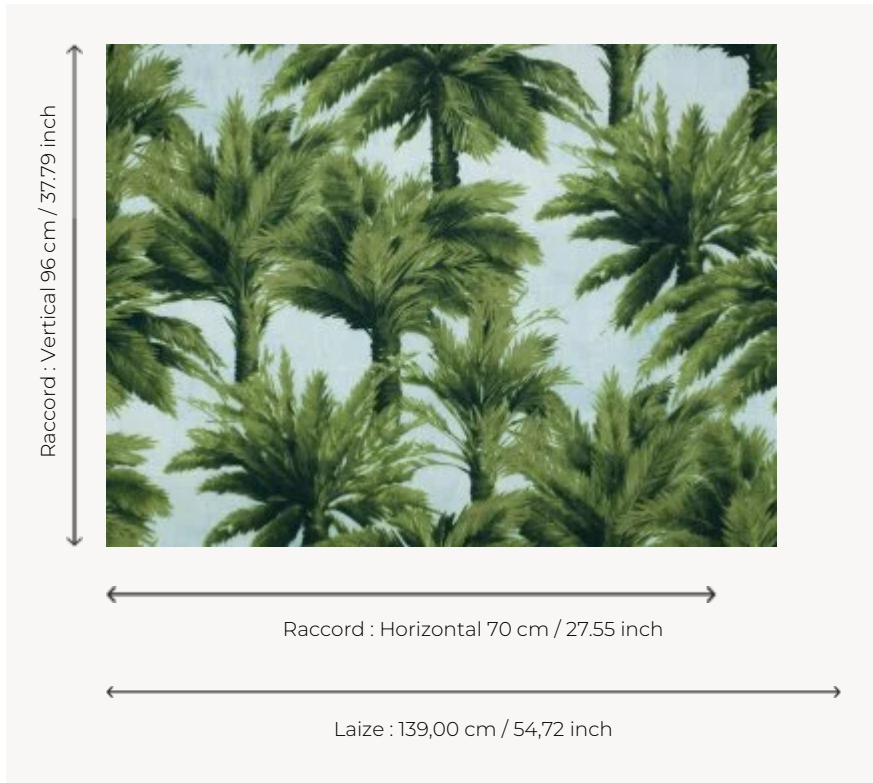 Raccord : Vertical 96 cm / 37.79 inch
Raccord : Horizontal 70 cm / 27.55 inch
Laize : 139,00 cm / 54,72 inch